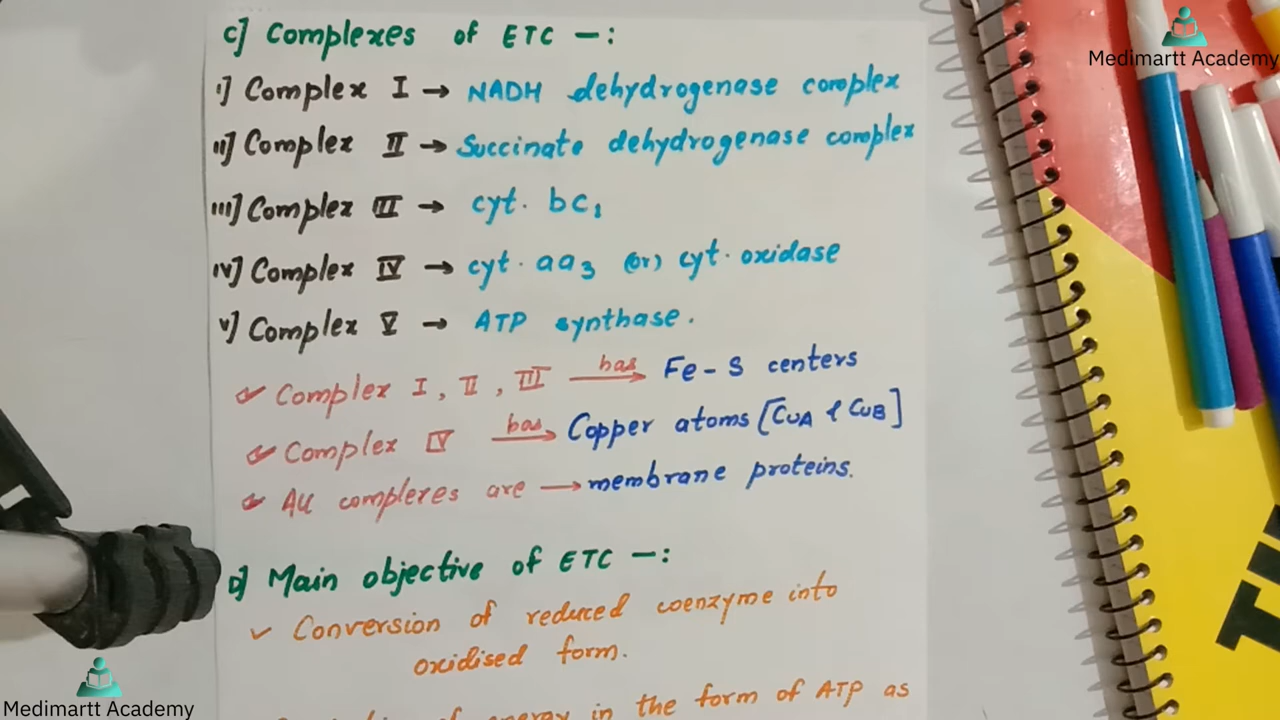 C] Complexes of ETC -:
i] Complex I → NADH dehydrogenase complex
ii] Complex II → Succinate dehydrogenase complex
iii] Complex III → cyt. bc₁
iv] Complex IV → cyt. aa₃ (or) cyt. oxidase
v] Complex V → ATP synthase.
Complex I, II, III has→ Fe-S centers
Complex IV has→ Copper atoms [CuA & CuB]
All complexes are → membrane proteins.
D] Main objective of ETC -:
✓ Conversion of reduced coenzyme into
oxidised form.
of energy in the form of ATP as
Medimartt Academy
Medimartt Academy